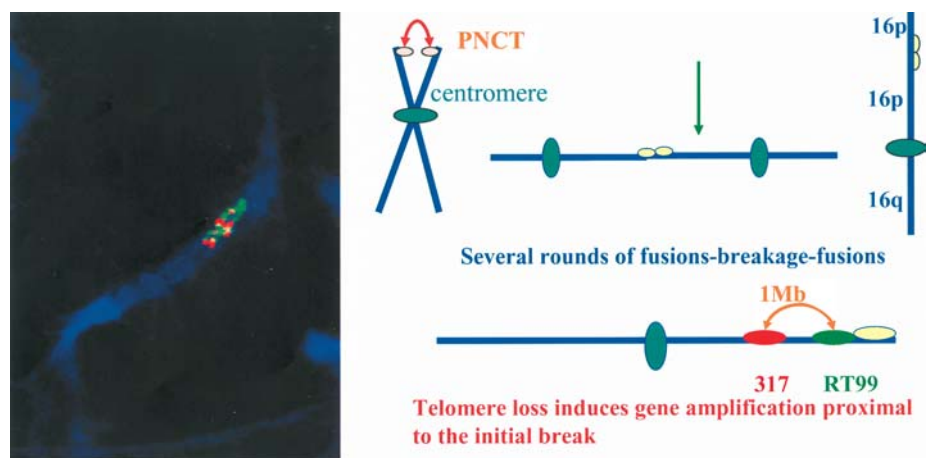 PNCT
centromere
16p
16p
16q
Several rounds of fusions-breakage-fusions
1Mb
317 RT99
Telomere loss induces gene amplification proximal
to the initial break